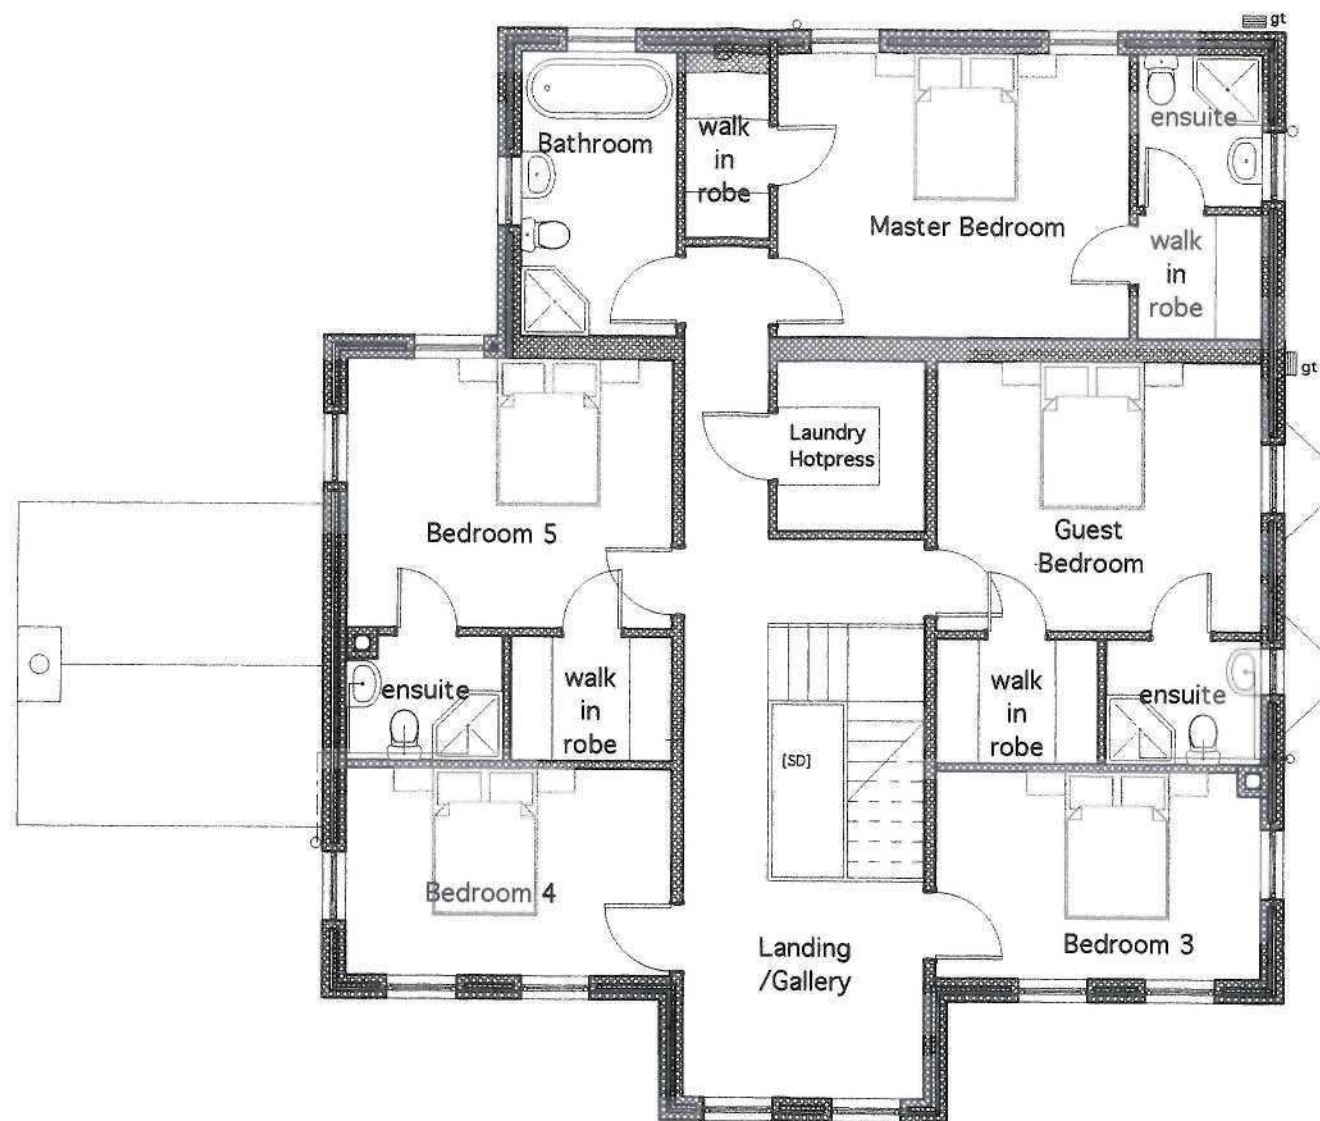 gt
Bathroom
walk
in
robe
Master Bedroom
ensuite
walk
in
robe
gt
Laundry
Hotpress
Bedroom 5
Guest
Bedroom
ensuite
walk
in
robe
walk
in
robe
ensuite
[SD]
Bedroom 4
Landing
/Gallery
Bedroom 3